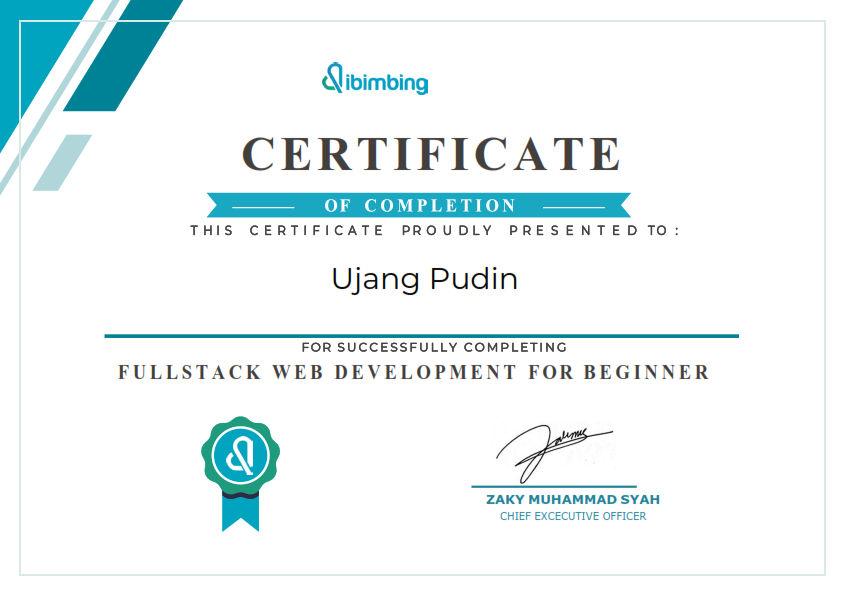 ibimbing
CERTIFICATE
OF COMPLETION
THIS CERTIFICATE PROUDLY PRESENTED TO :
Ujang Pudin
FOR SUCCESSFULLY COMPLETING
FULLSTACK WEB DEVELOPMENT FOR BEGINNER
ZAKY MUHAMMAD SYAH
CHIEF EXCECUTIVE OFFICER